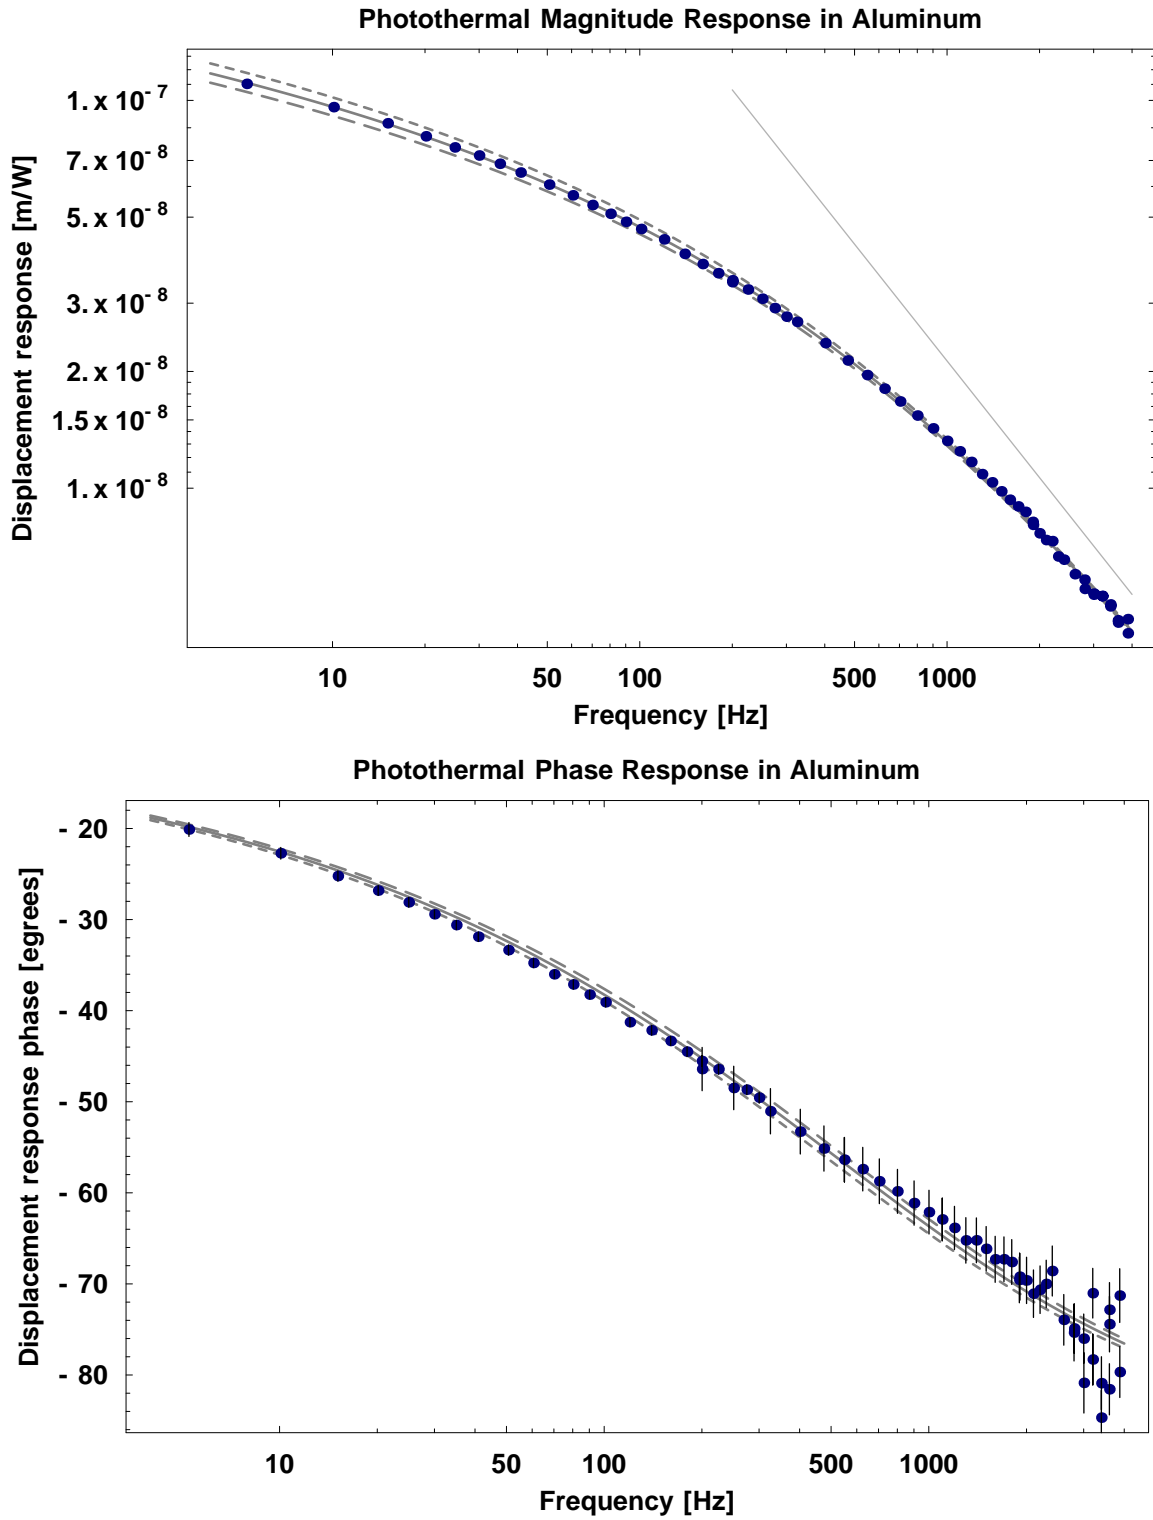 Photothermal Magnitude Response in Aluminum
Displacement response [m/W]
1. x 10 -7
7. x 10 -8
5. x 10 -8
3. x 10 -8
2. x 10 -8
1.5 x 10 -8
1. x 10 -8
10 50 100 500 1000
Frequency [Hz]
Photothermal Phase Response in Aluminum
Displacement response phase [egrees]
- 20
- 30
- 40
- 50
- 60
- 70
- 80
10 50 100 500 1000
Frequency [Hz]